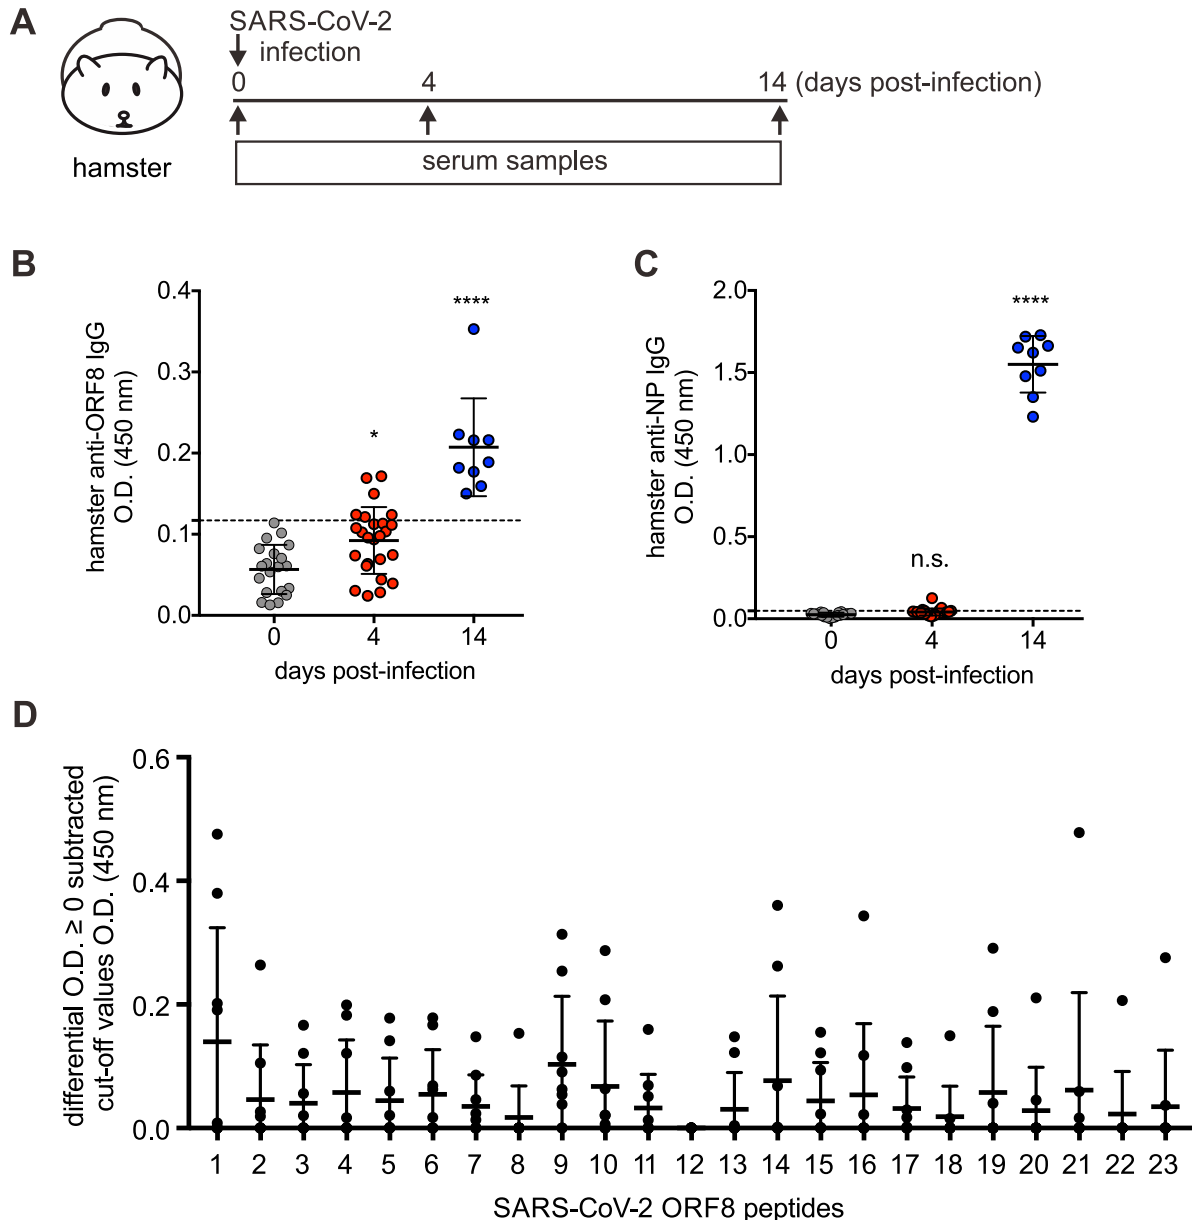 A
SARS-CoV-2
infection
0 4 14 (days post-infection)
hamster
serum samples
B
hamster anti-ORF8 IgG
O.D. (450 nm)
0.4
0.3
0.2
0.1
0.0
*
****
0 4 14
days post-infection
C
hamster anti-NP IgG
O.D. (450 nm)
2.0
1.5
1.0
0.5
0.0
n.s.
****
0 4 14
days post-infection
D
differential O.D. ≥ 0 subtracted
cut-off values O.D. (450 nm)
0.6
0.4
0.2
0.0
1 2 3 4 5 6 7 8 9 10 11 12 13 14 15 16 17 18 19 20 21 22 23
SARS-CoV-2 ORF8 peptides